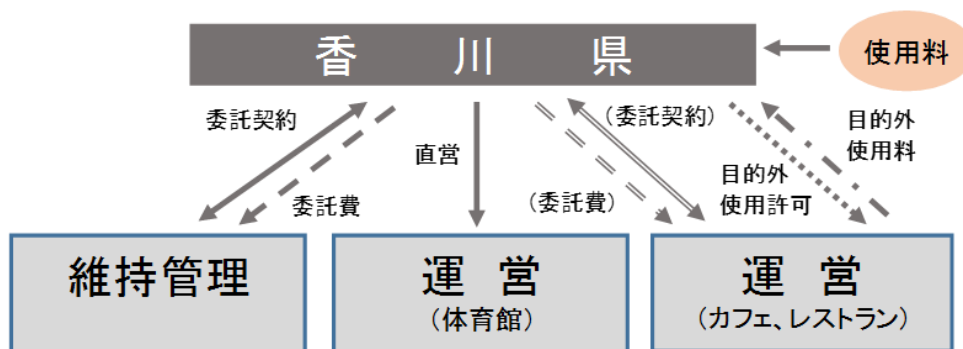 香川県
使用料
委託契約
直営
(委託契約)
目的外
使用料
委託費
(委託費)
目的外
使用許可
維持管理
運営
(体育館)
運営
(カフェ、レストラン)